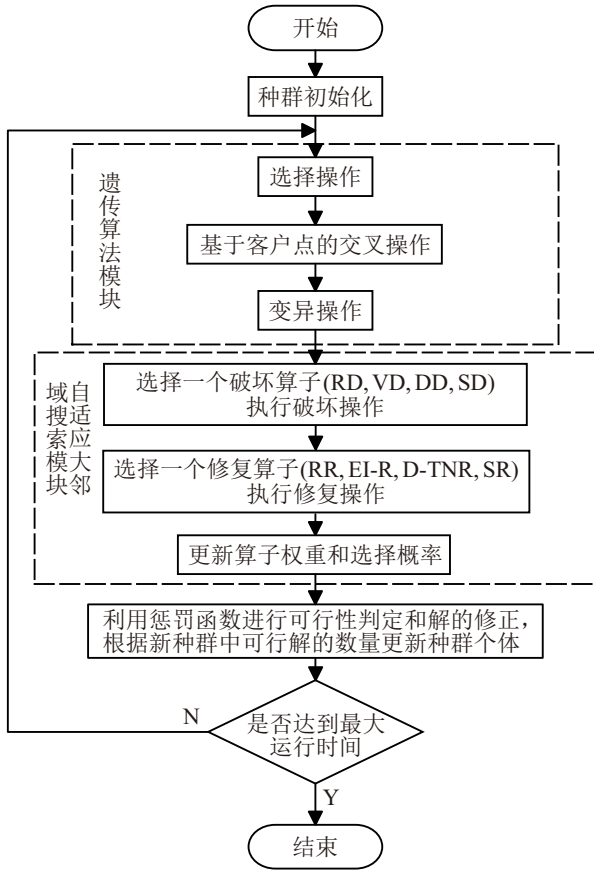 开始
种群初始化
遗传算法模块
选择操作
基于客户点的交叉操作
变异操作
自适应大邻
域搜索模块
选择一个破坏算子(RD, VD, DD, SD)
执行破坏操作
选择一个修复算子(RR, EI-R, D-TNR, SR)
执行修复操作
更新算子权重和选择概率
利用惩罚函数进行可行性判定和解的修正，
根据新种群中可行解的数量更新种群个体
是否达到最大
运行时间
N
Y
结束